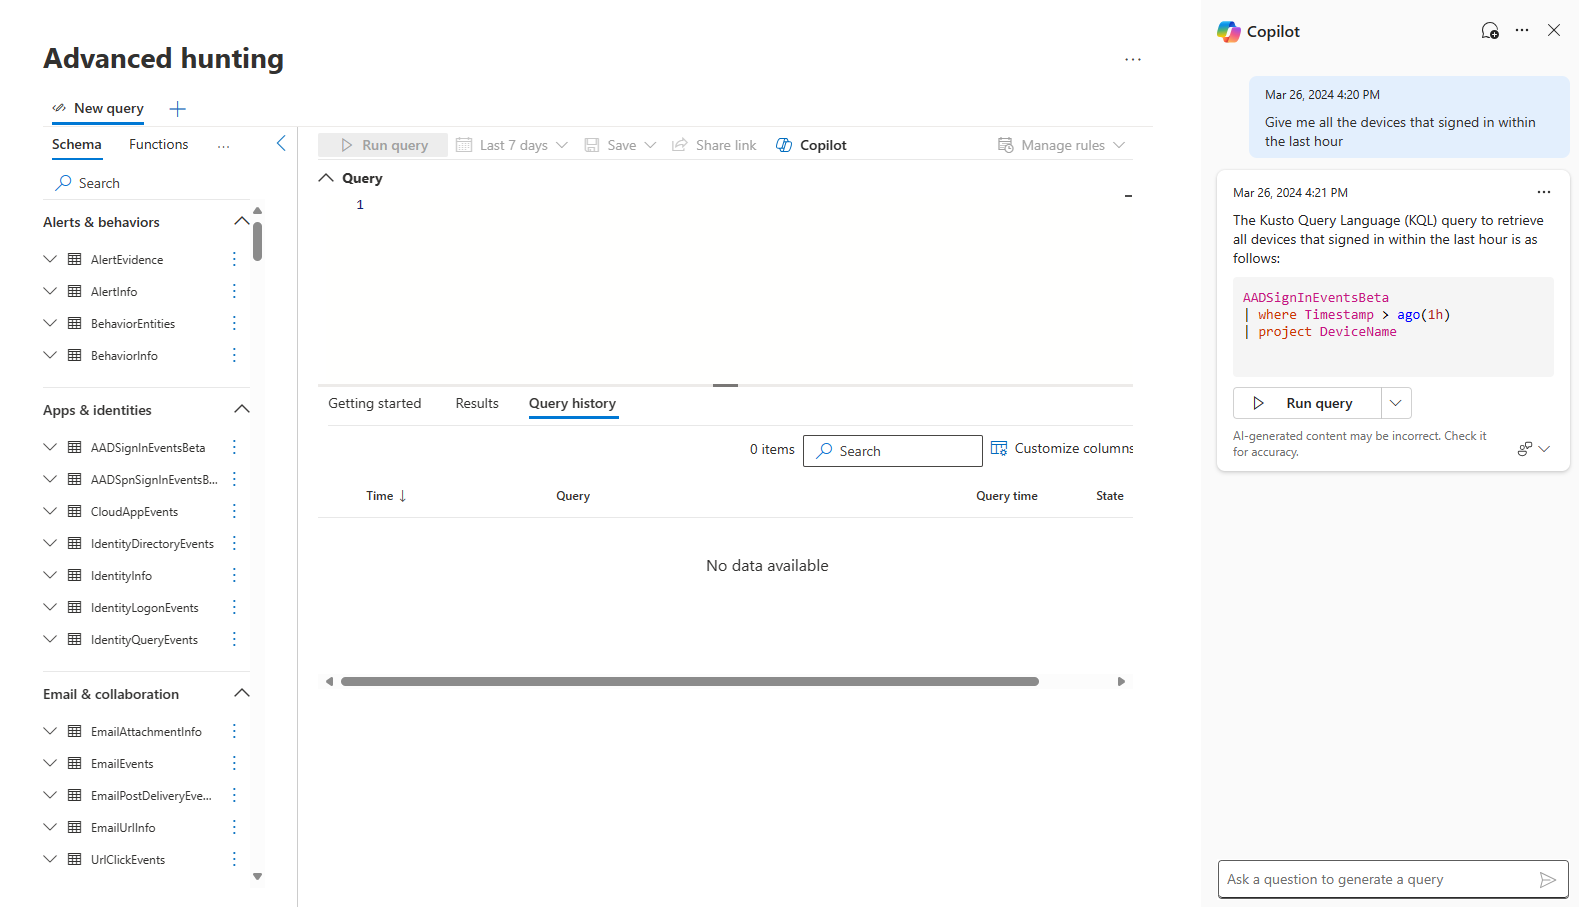 Advanced hunting
New query
Schema
Functions
Search
Alerts & behaviors
AlertEvidence
AlertInfo
BehaviorEntities
BehaviorInfo
Apps & identities
AADSignInEventsBeta
AADSpnSignInEventsB...
CloudAppEvents
IdentityDirectoryEvents
IdentityInfo
IdentityLogonEvents
IdentityQueryEvents
Email & collaboration
EmailAttachmentInfo
EmailEvents
EmailPostDeliveryEve...
EmailUrlInfo
UrlClickEvents
Run query
Last 7 days
Save
Share link
Copilot
Manage rules
Query
1
Getting started
Results
Query history
0 items
Search
Customize columns
Time ↓
Query
Query time
State
No data available
Copilot
Mar 26, 2024 4:20 PM
Give me all the devices that signed in within
the last hour
Mar 26, 2024 4:21 PM
The Kusto Query Language (KQL) query to retrieve
all devices that signed in within the last hour is as
follows:
AADSignInEventsBeta
| where Timestamp > ago(1h)
| project DeviceName
Run query
AI-generated content may be incorrect. Check it
for accuracy.
Ask a question to generate a query